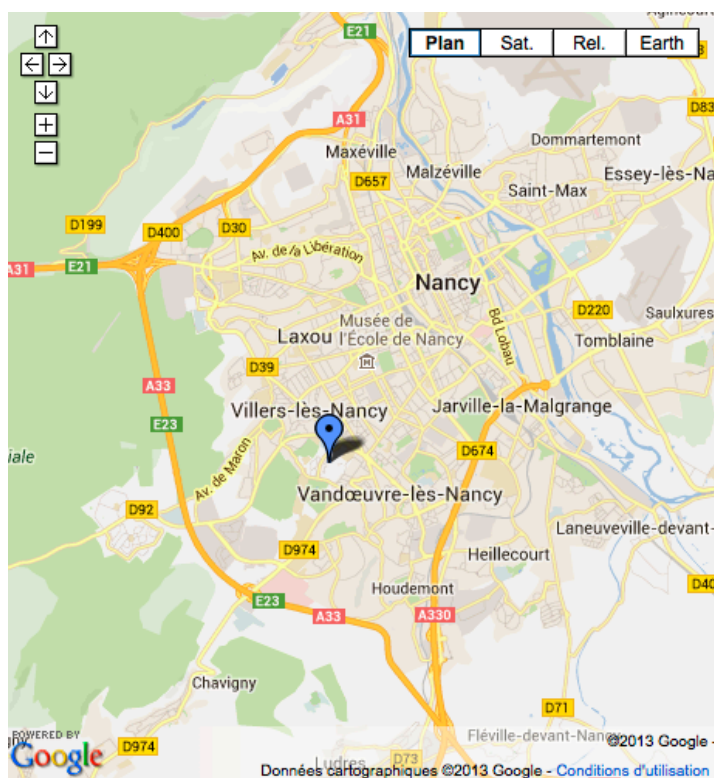 Agincourt
E21
Plan Sat. Rel. Earth
D83
A31
Dommartemont
Maxéville
Malzéville
Essey-lès-Na
D657
Saint-Max
D199
D400
D30
Av. de la Libération
A31
E21
Nancy
D220
Saulxures
Musée de
l'École de Nancy
Laxou
Bd Lobau
Tomblaine
D39
A33
Villers-lès-Nancy
Jarville-la-Malgrange
E23
D674
iale
Av. de Maron
Vandœuvre-lès-Nancy
D92
Laneuveville-devant-
D974
Heillecourt
D40
Houdemont
E23
A33
A330
Chavigny
D71
POWERED BY
Google
D974
Fléville-devant-Nancy
©2013 Google -
Ludres
D73
Données cartographiques ©2013 Google - Conditions d'utilisation